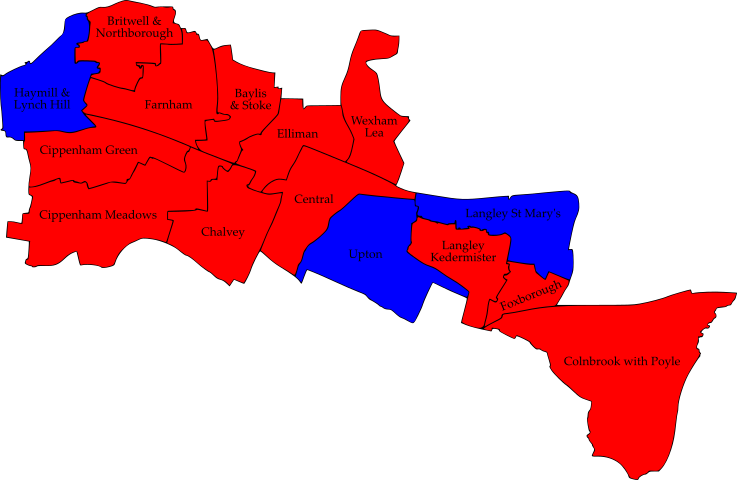 Britwell &
Northborough
Haymill &
Lynch Hill
Farnham
Baylis
& Stoke
Elliman
Wexham
Lea
Cippenham Green
Cippenham Meadows
Chalvey
Central
Upton
Langley St Mary's
Langley
Kedermister
Foxborough
Colnbrook with Poyle